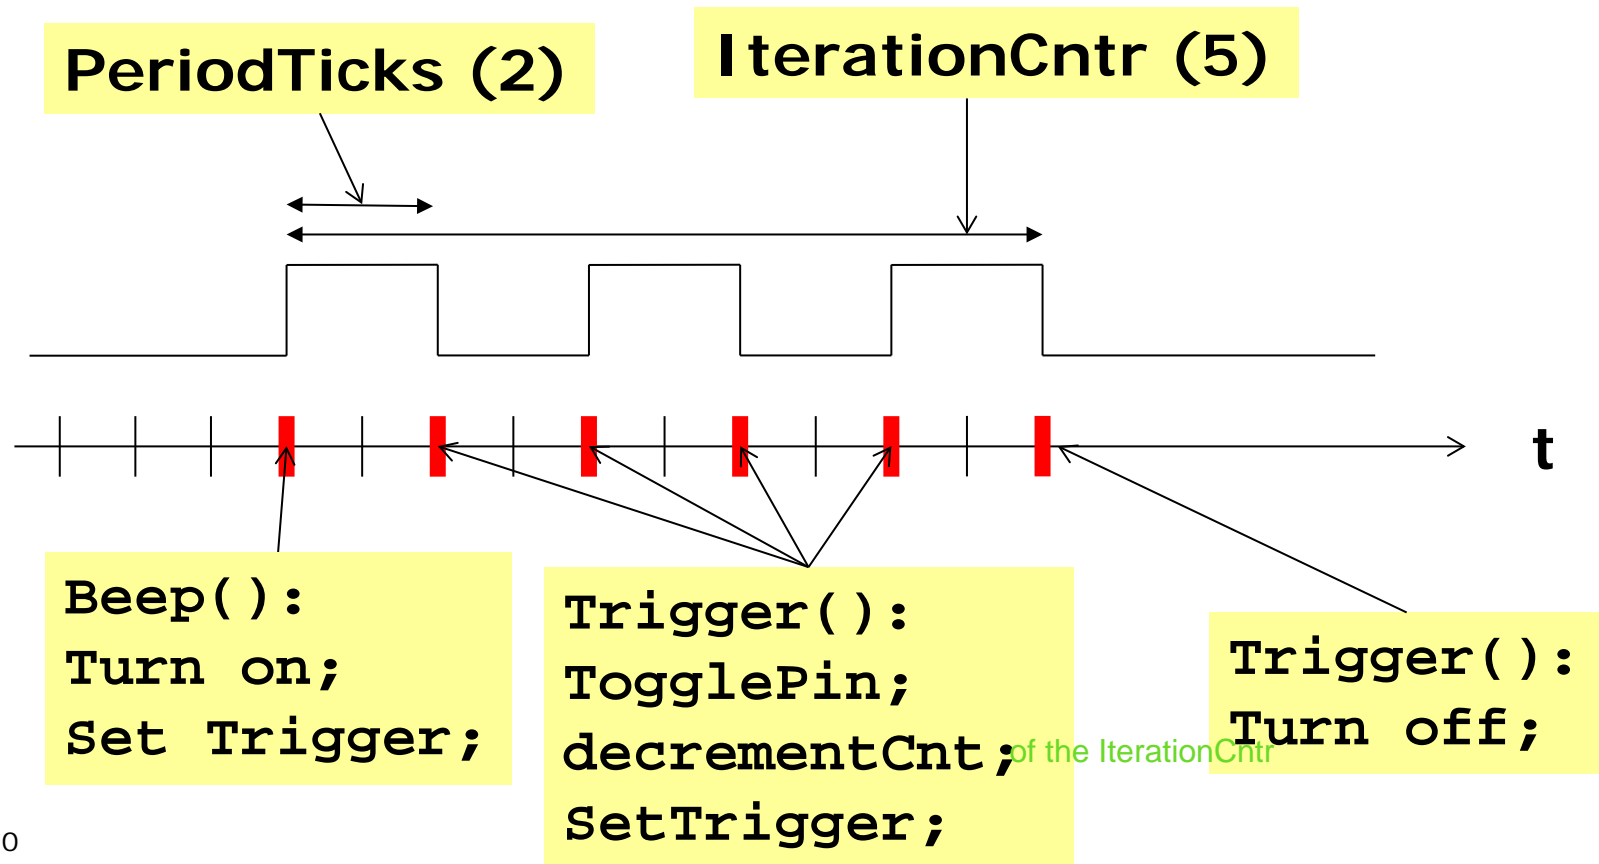 PeriodTicks (2)
IterationCntr (5)
t
Beep():
Turn on;
Set Trigger;
Trigger():
TogglePin;
decrementCnt;
of the IterationCntr
SetTrigger;
Trigger():
Turn off;
0